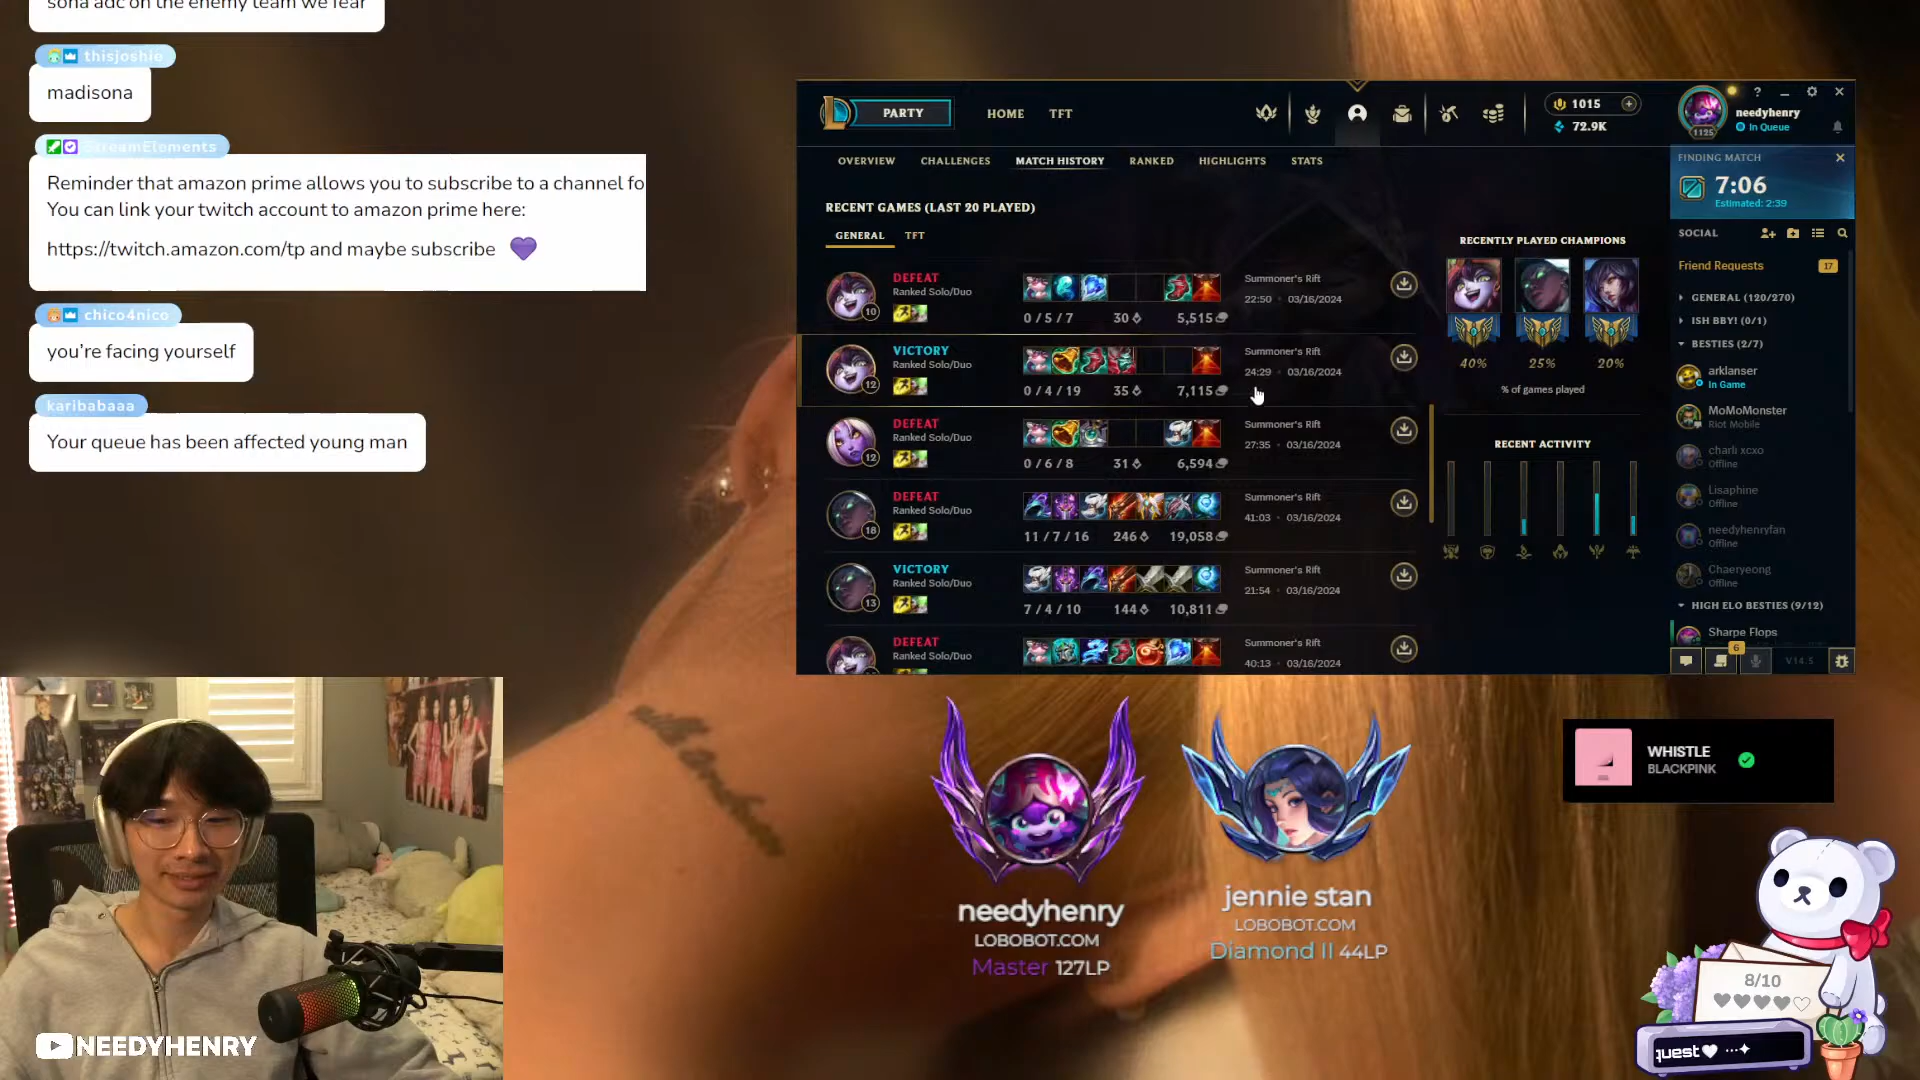 sona adc on the enemy team we fear
thisjoshie
madisona
StreamElements
Reminder that amazon prime allows you to subscribe to a channel fo
You can link your twitch account to amazon prime here:
https://twitch.amazon.com/tp and maybe subscribe
chico4nico
you're facing yourself
karibabaaa
Your queue has been affected young man
PARTY
HOME
TFT
1015
72.9K
1125
needyhenry
In Queue
OVERVIEW
CHALLENGES
MATCH HISTORY
RANKED
HIGHLIGHTS
STATS
FINDING MATCH
7:06
Estimated: 2:39
RECENT GAMES (LAST 20 PLAYED)
GENERAL
TFT
DEFEAT
Ranked Solo/Duo
10
0 / 5 / 7
30
5,515
Summoner's Rift
22:50 • 03/16/2024
VICTORY
Ranked Solo/Duo
12
0 / 4 / 19
35
7,115
Summoner's Rift
24:29 • 03/16/2024
DEFEAT
Ranked Solo/Duo
12
0 / 6 / 8
31
6,594
Summoner's Rift
27:35 • 03/16/2024
DEFEAT
Ranked Solo/Duo
18
11 / 7 / 16
246
19,058
Summoner's Rift
41:03 • 03/16/2024
VICTORY
Ranked Solo/Duo
13
7 / 4 / 10
144
10,811
Summoner's Rift
21:54 • 03/16/2024
DEFEAT
Ranked Solo/Duo
Summoner's Rift
40:13 • 03/16/2024
RECENTLY PLAYED CHAMPIONS
40%
25%
20%
% of games played
RECENT ACTIVITY
SOCIAL
Friend Requests
17
GENERAL (120/270)
ISH BBY! (0/1)
BESTIES (2/7)
arklanser
In Game
MoMoMonster
Riot Mobile
charli xcxo
Offline
Lisaphine
Offline
needyhenryfan
Offline
Chaeryeong
Offline
HIGH ELO BESTIES (9/12)
Sharpe Flops
6
V14.5
needyhenry
LOBOBOT.COM
Master 127LP
jennie stan
LOBOBOT.COM
Diamond II 44LP
WHISTLE
BLACKPINK
8/10
quest
NEEDYHENRY